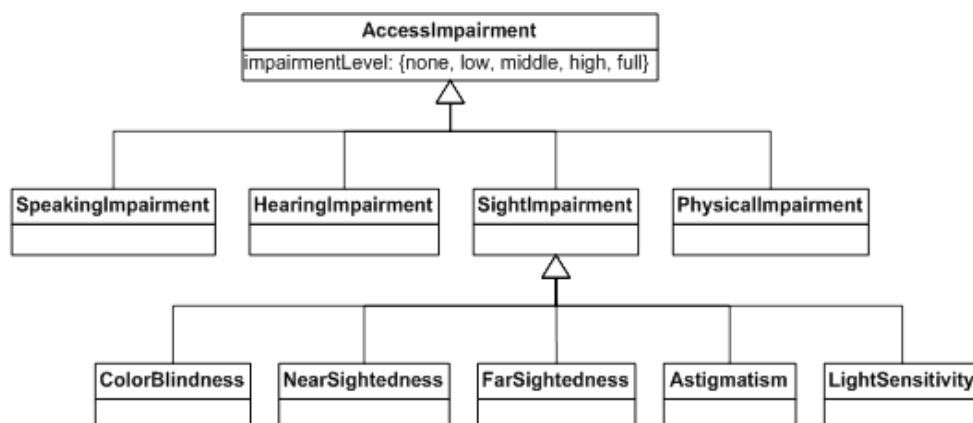 AccessImpairment
impairmentLevel: {none, low, middle, high, full}
SpeakingImpairment
HearingImpairment
SightImpairment
PhysicalImpairment
ColorBlindness
NearSightedness
FarSightedness
Astigmatism
LightSensitivity